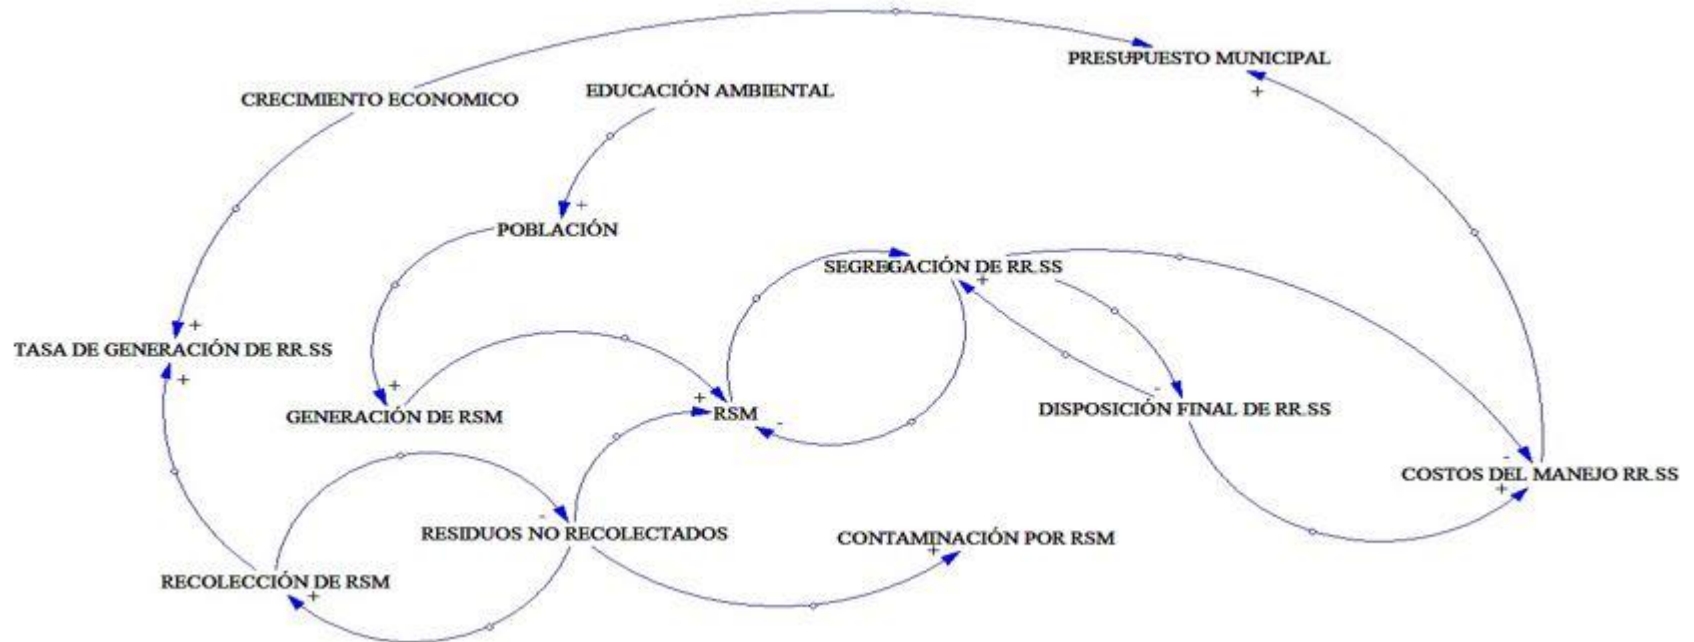 PRESUPUESTO MUNICIPAL
+
CRECIMIENTO ECONOMICO
EDUCACIÓN AMBIENTAL
+
POBLACIÓN
SEGREGACIÓN DE RR.SS
+
+
TASA DE GENERACIÓN DE RR.SS
+
+
GENERACIÓN DE RSM
+
RSM
-
-
DISPOSICIÓN FINAL DE RR.SS
-
COSTOS DEL MANEJO RR.SS
+
-
RESIDUOS NO RECOLECTADOS
CONTAMINACIÓN POR RSM
+
RECOLECCIÓN DE RSM
+